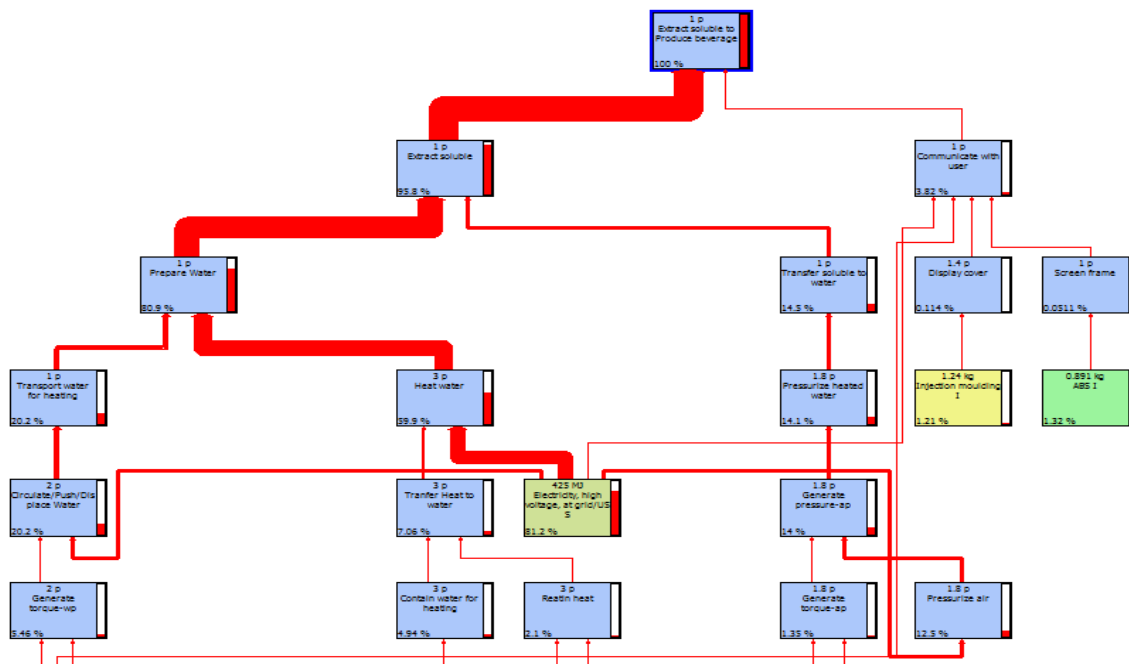 1 p
Extract soluble to
Produce beverage
100 %
1 p
Extract soluble
95.8 %
1 p
Communicate with
user
3.82 %
1 p
Prepare Water
80.9 %
1 p
Transfer soluble to
water
14.5 %
1.4 p
Display cover
0.114 %
1 p
Screen frame
0.0511 %
1 p
Transport water
for heating
20.2 %
3 p
Heat water
59.9 %
1.8 p
Pressurize heated
water
14.1 %
1.24 kg
Injection moulding
I
1.21 %
0.891 kg
ABS I
1.32 %
2 p
Circulate/Push/Dis
place Water
20.2 %
3 p
Tranfer Heat to
water
7.06 %
425 MJ
Electricity, high
voltage, at grid/US
S
81.2 %
1.8 p
Generate
pressure-ap
14 %
2 p
Generate
torque-wp
5.46 %
3 p
Contain water for
heating
4.94 %
3 p
Reatin heat
2.1 %
1.8 p
Generate
torque-ap
1.35 %
1.8 p
Pressurize air
12.5 %